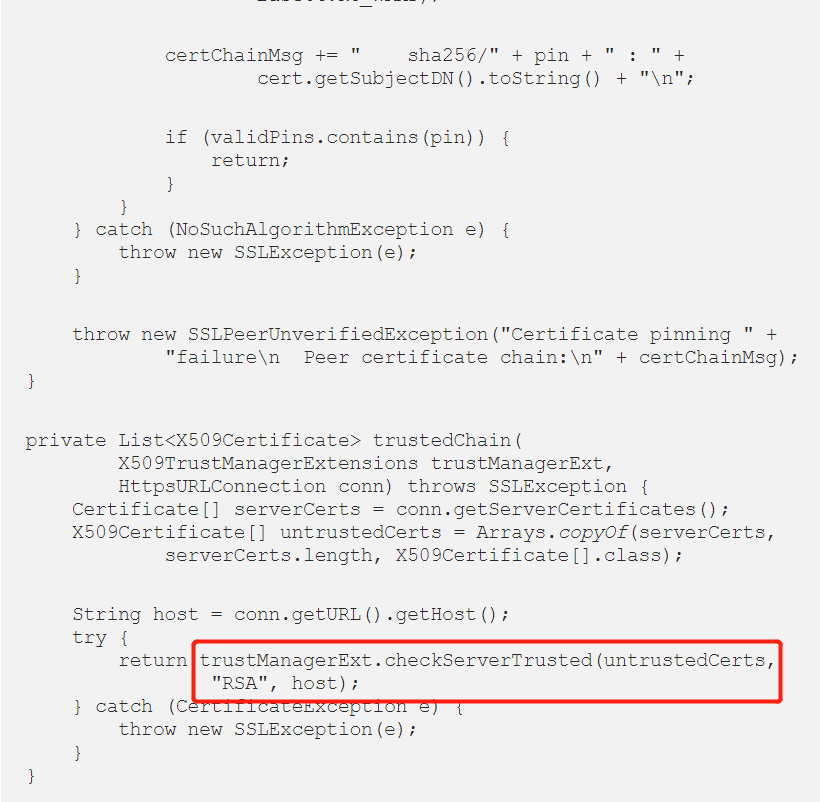 certChainMsg += "    sha256/" + pin + " : " +
cert.getSubjectDN().toString() + "\n";
if (validPins.contains(pin)) {
return;
}
}
} catch (NoSuchAlgorithmException e) {
throw new SSLException(e);
}
throw new SSLPeerUnverifiedException("Certificate pinning " +
"failure\n  Peer certificate chain:\n" + certChainMsg);
}
private List<X509Certificate> trustedChain(
X509TrustManagerExtensions trustManagerExt,
HttpsURLConnection conn) throws SSLException {
Certificate[] serverCerts = conn.getServerCertificates();
X509Certificate[] untrustedCerts = Arrays.copyOf(serverCerts,
serverCerts.length, X509Certificate[].class);
String host = conn.getURL().getHost();
try {
return trustManagerExt.checkServerTrusted(untrustedCerts,
"RSA", host);
} catch (CertificateException e) {
throw new SSLException(e);
}
}